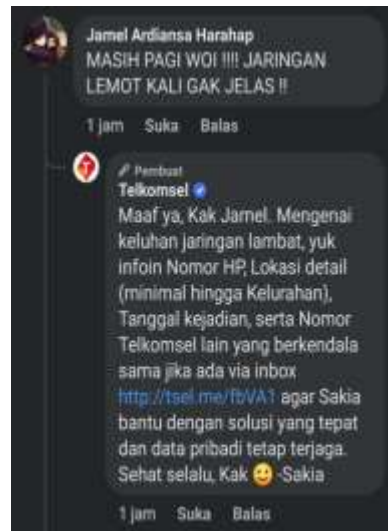 Jamel Ardiansa Harahap
MASIH PAGI WOI !!!! JARINGAN
LEMOT KALI GAK JELAS !!
1 jam Suka Balas
Pembuat
Telkomsel
Maaf ya, Kak Jamel. Mengenai
keluhan jaringan lambat, yuk
infoin Nomor HP, Lokasi detail
(minimal hingga Kelurahan),
Tanggal kejadian, serta Nomor
Telkomsel lain yang berkendala
sama jika ada via inbox
http://tsel.me/fbVA1 agar Sakia
bantu dengan solusi yang tepat
dan data pribadi tetap terjaga.
Sehat selalu, Kak 😀 -Sakia
1 jam Suka Balas